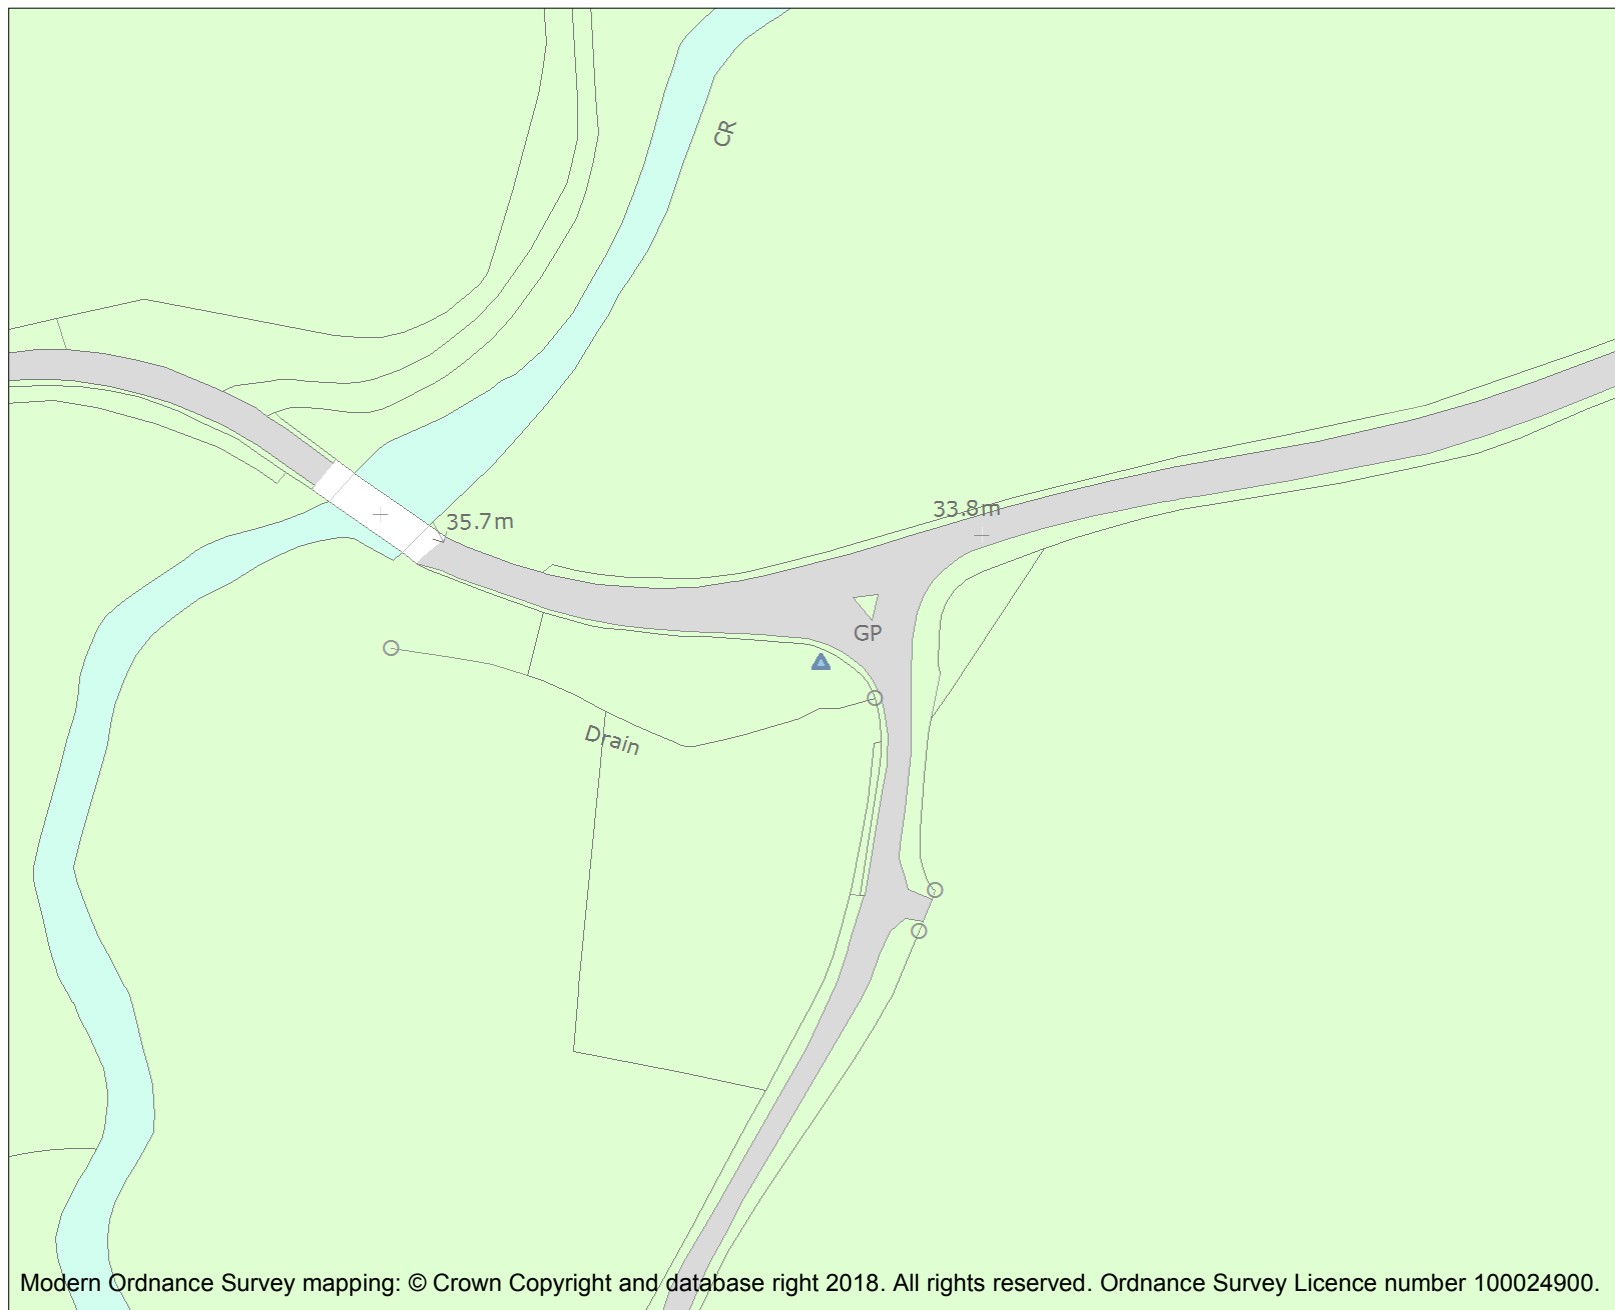 CR
33.8m
35.7m
GP
Drain
Modern Ordnance Survey mapping: © Crown Copyright and database right 2018. All rights reserved. Ordnance Survey Licence number 100024900.